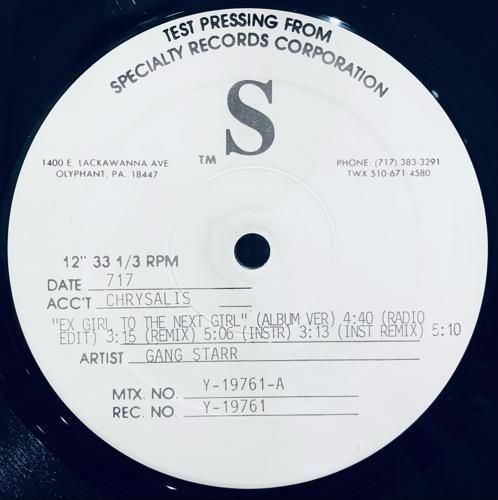 TEST PRESSING FROM
SPECIALTY RECORDS CORPORATION
S
TM
1400 E. LACKAWANNA AVE.
OLYPHANT, PA. 18447
PHONE: (717) 383-3291
TWX 510-671-4580
12" 33 1/3 RPM
DATE 717
ACC'T CHRYSALIS
"EX GIRL TO THE NEXT GIRL" (ALBUM VER) 4:40 (RADIO
EDIT) 3:15 (REMIX) 5:06 (INSTR) 3:13 (INST REMIX) 5:10
ARTIST GANG STARR
MTX. NO. Y-19761-A
REC. NO. Y-19761